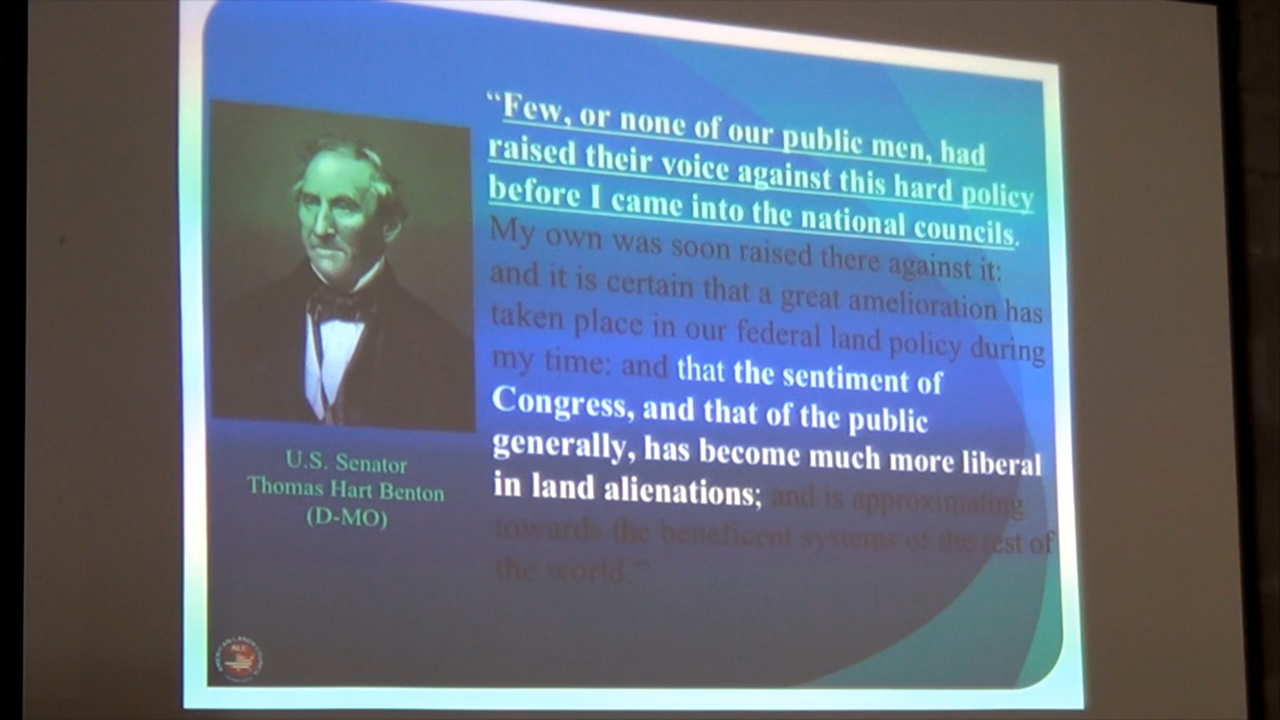 “Few, or none of our public men, had
raised their voice against this hard policy
before I came into the national councils.
My own was soon raised there against it:
and it is certain that a great amelioration has
taken place in our federal land policy during
my time: and that the sentiment of
Congress, and that of the public
generally, has become much more liberal
in land alienations; and is approximating
towards the beneficent systems of the rest of
the world.”
U.S. Senator
Thomas Hart Benton
(D-MO)
AMERICAN LANDS COUNCIL
ALC